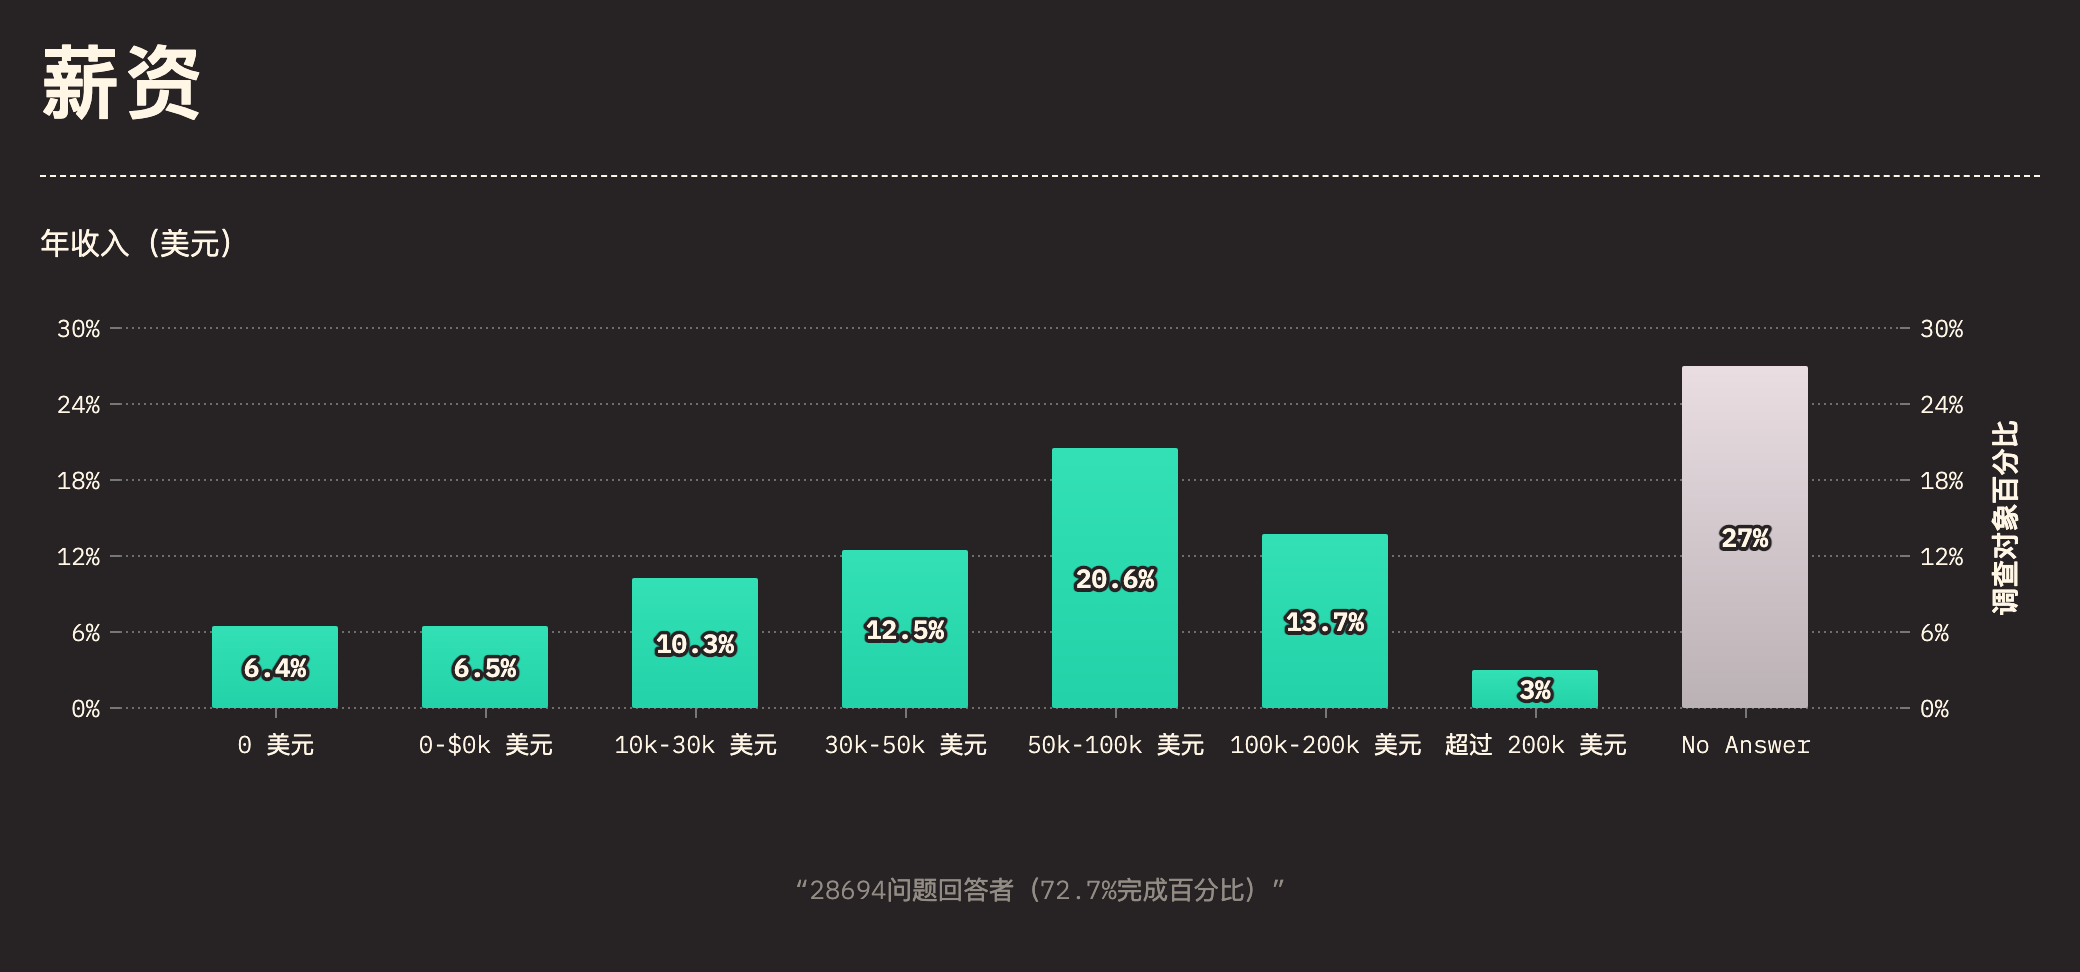 薪资
年收入（美元）
30%
24%
18%
12%
6%
0%
30%
24%
18%
12%
6%
0%
调查对象百分比
6.4%
6.5%
10.3%
12.5%
20.6%
13.7%
3%
27%
0 美元
0-$0k 美元
10k-30k 美元
30k-50k 美元
50k-100k 美元
100k-200k 美元
超过 200k 美元
No Answer
“28694问题回答者（72.7%完成百分比）”